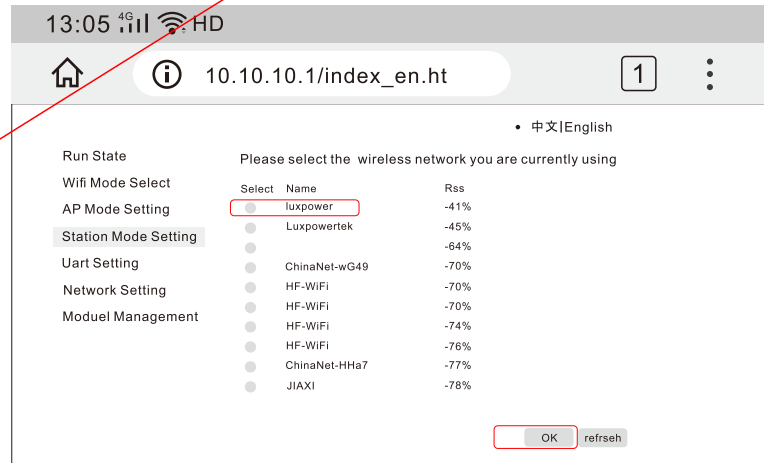 13:05 4G HD
10.10.10.1/index_en.ht 1
• 中文|English
Run State
Wifi Mode Select
AP Mode Setting
Station Mode Setting
Uart Setting
Network Setting
Moduel Management
Please select the wireless network you are currently using
Select Name Rss
luxpower -41%
Luxpowertek -45%
-64%
ChinaNet-wG49 -70%
HF-WiFi -70%
HF-WiFi -70%
HF-WiFi -74%
HF-WiFi -76%
ChinaNet-HHa7 -77%
JIAXI -78%
OK refrseh